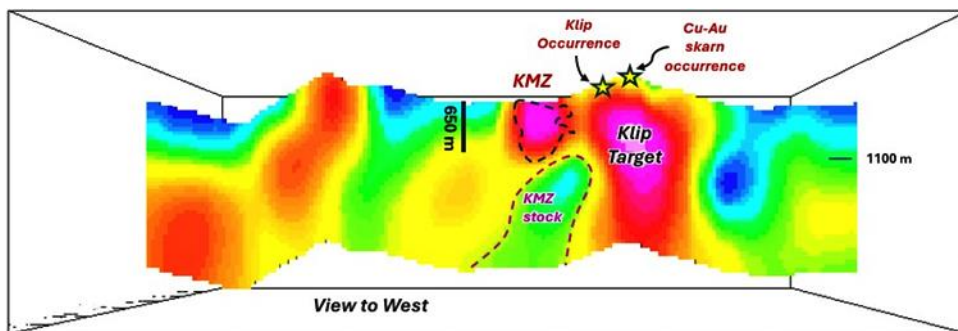 Klip
Occurrence
Cu-Au
skarn
occurrence
KMZ
650 m
Klip
Target
1100 m
KMZ
stock
View to West